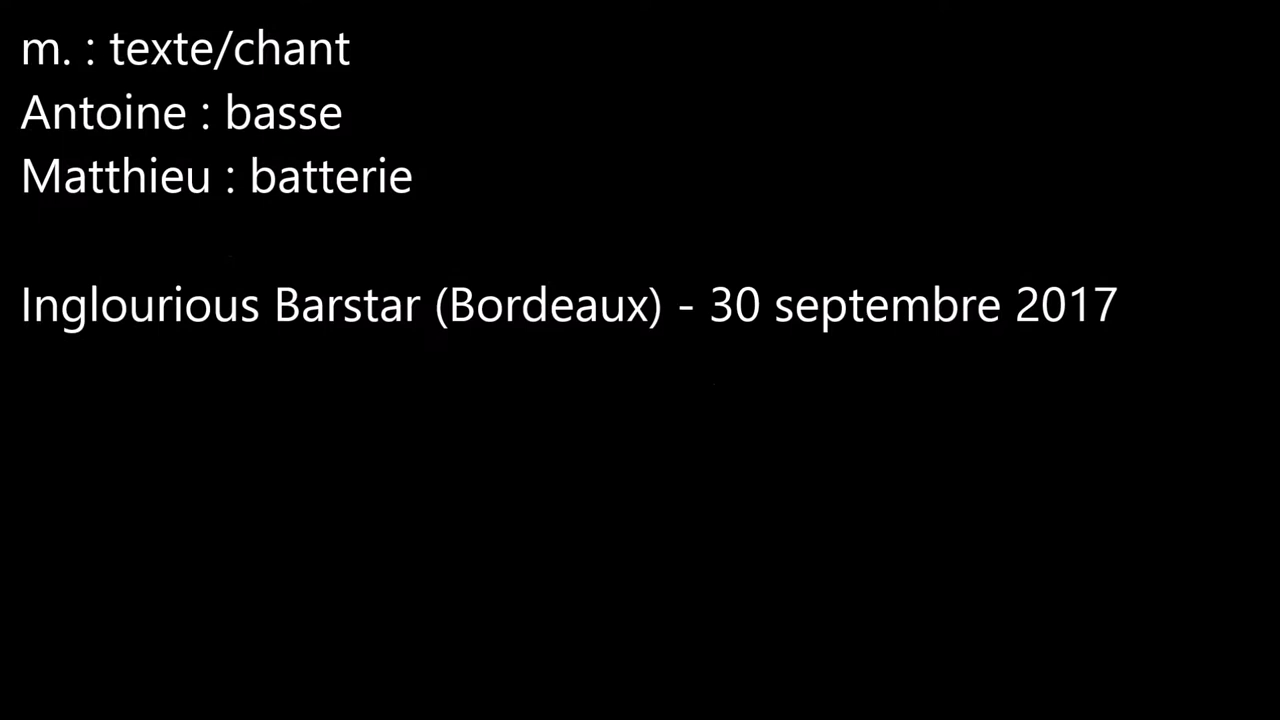 m. : texte/chant
Antoine : basse
Matthieu : batterie
Inglourious Barstar (Bordeaux) - 30 septembre 2017